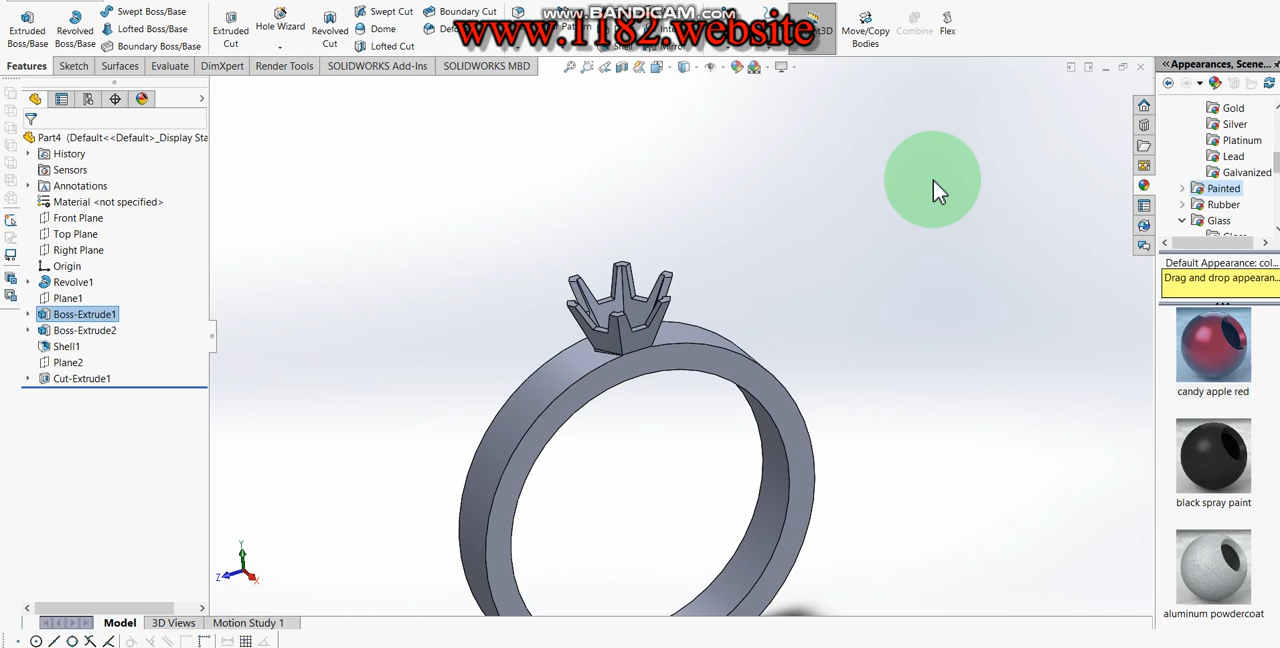 www.BANDICAM.com
www.1182.website
Extruded
Boss/Base
Revolved
Boss/Base
Swept Boss/Base
Lofted Boss/Base
Boundary Boss/Base
Extruded
Cut
Hole Wizard
Revolved
Cut
Swept Cut
Dome
Lofted Cut
Boundary Cut
Move/Copy
Bodies
Combine
Flex
Features
Sketch
Surfaces
Evaluate
DimXpert
Render Tools
SOLIDWORKS Add-Ins
SOLIDWORKS MBD
Part4 (Default<<Default>_Display Sta
History
Sensors
Annotations
Material <not specified>
Front Plane
Top Plane
Right Plane
Origin
Revolve1
Plane1
Boss-Extrude1
Boss-Extrude2
Shell1
Plane2
Cut-Extrude1
Y
Z
X
Appearances, Scene...
Gold
Silver
Platinum
Lead
Galvanized
Painted
Rubber
Glass
Default Appearance: col...
Drag and drop appearan...
candy apple red
black spray paint
aluminum powdercoat
Model
3D Views
Motion Study 1